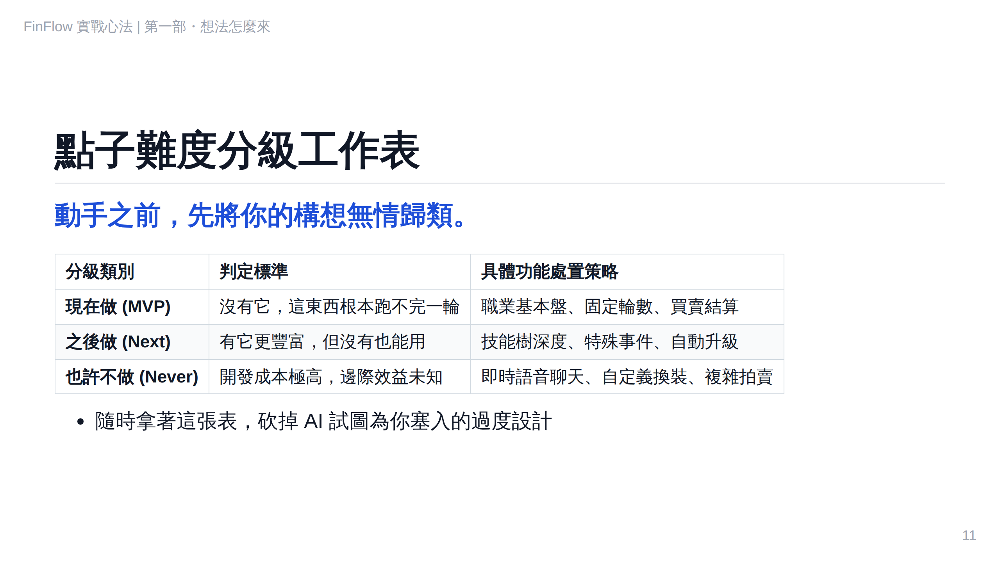 FinFlow 實戰心法 | 第一部・想法怎麼來
點子難度分級工作表
動手之前，先將你的構想無情歸類。
分級類別 判定標準 具體功能處置策略
現在做 (MVP) 沒有它，這東西根本跑不完一輪 職業基本盤、固定輪數、買賣結算
之後做 (Next) 有它更豐富，但沒有也能用 技能樹深度、特殊事件、自動升級
也許不做 (Never) 開發成本極高，邊際效益未知 即時語音聊天、自定義換裝、複雜拍賣
• 隨時拿著這張表，砍掉 AI 試圖為你塞入的過度設計
11